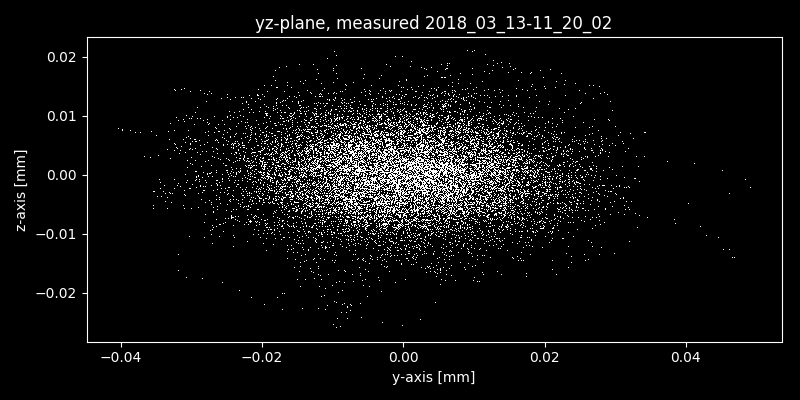 yz-plane, measured 2018_03_13-11_20_02
0.02
0.01
0.00
−0.01
−0.02
z-axis [mm]
−0.04 −0.02 0.00 0.02 0.04
y-axis [mm]